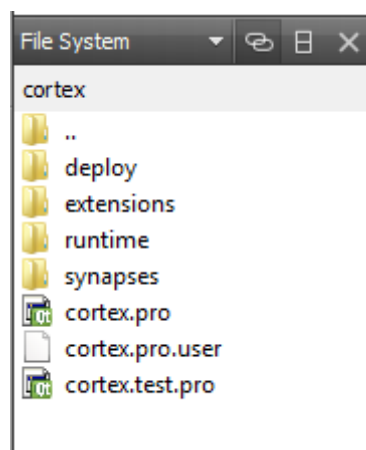 File System
cortex
..
deploy
extensions
runtime
synapses
cortex.pro
cortex.pro.user
cortex.test.pro